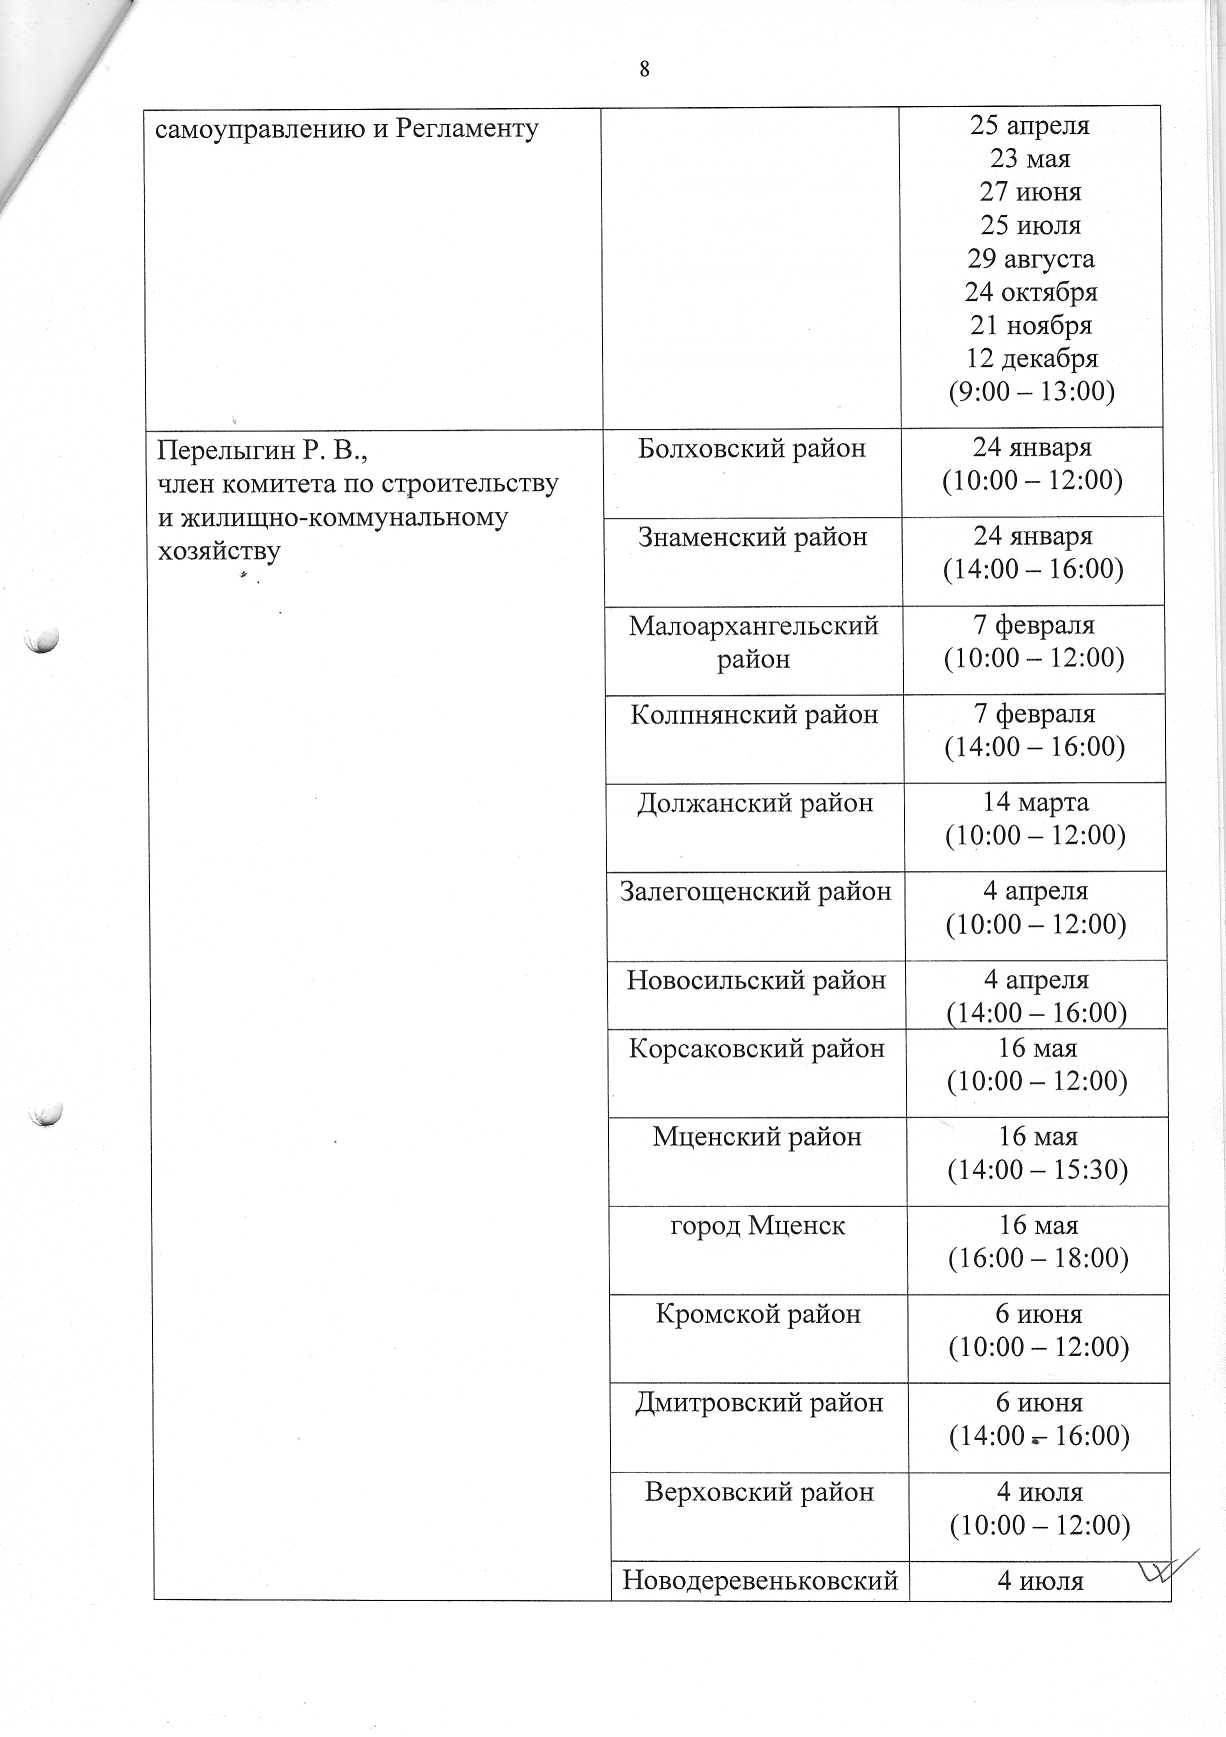 8
самоуправлению и Регламенту
25 апреля
23 мая
27 июня
25 июля
29 августа
24 октября
21 ноября
12 декабря
(9:00 – 13:00)
Перелыгин Р. В.,
член комитета по строительству
и жилищно-коммунальному
хозяйству
Болховский район
24 января
(10:00 – 12:00)
Знаменский район
24 января
(14:00 – 16:00)
Малоархангельский
район
7 февраля
(10:00 – 12:00)
Колпнянский район
7 февраля
(14:00 – 16:00)
Должанский район
14 марта
(10:00 – 12:00)
Залегощенский район
4 апреля
(10:00 – 12:00)
Новосильский район
4 апреля
(14:00 – 16:00)
Корсаковский район
16 мая
(10:00 – 12:00)
Мценский район
16 мая
(14:00 – 15:30)
город Мценск
16 мая
(16:00 – 18:00)
Кромской район
6 июня
(10:00 – 12:00)
Дмитровский район
6 июня
(14:00 – 16:00)
Верховский район
4 июля
(10:00 – 12:00)
Новодеревеньковский
4 июля